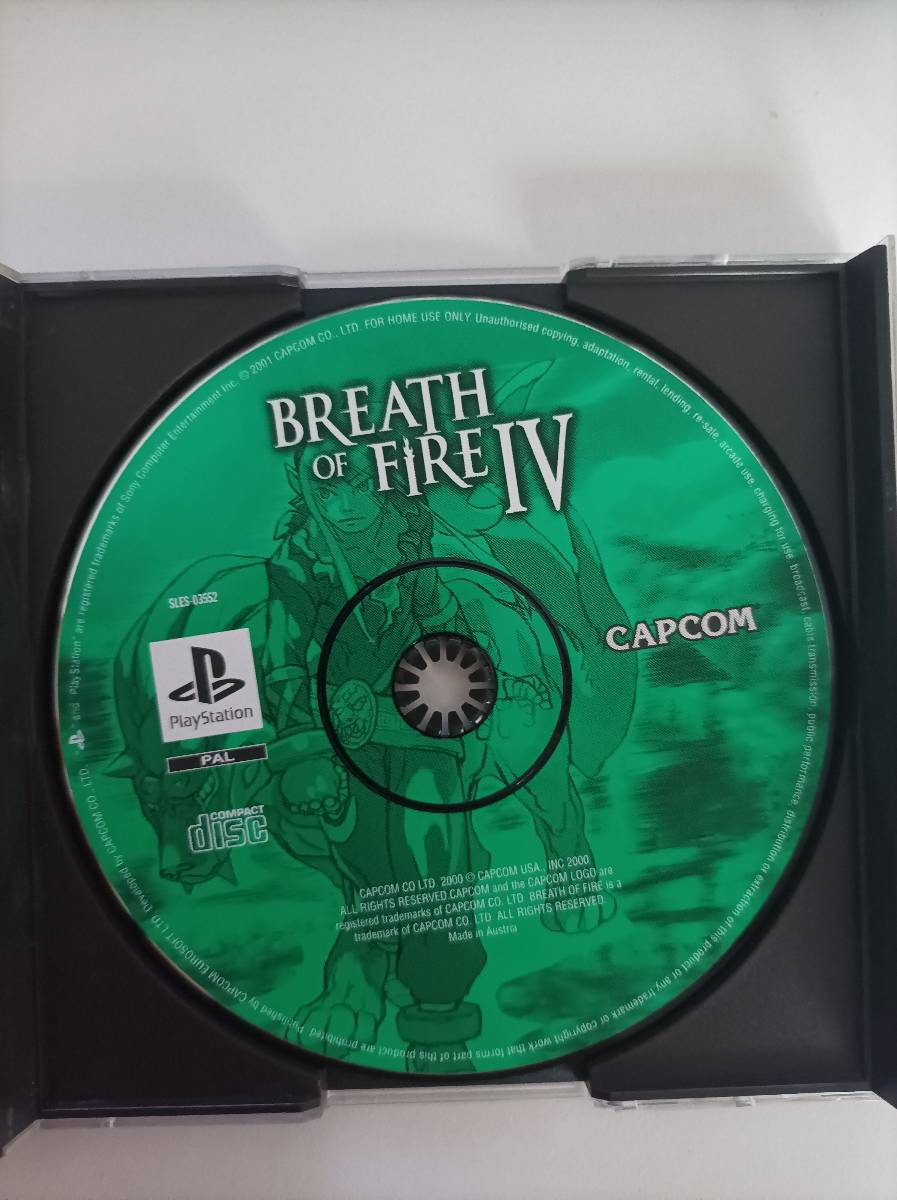 BREATH
OF FIRE IV
CAPCOM
SLES-03552
PlayStation
PAL
COMPACT
disc
CAPCOM CO LTD. 2000 © CAPCOM USA., INC 2000
ALL RIGHTS RESERVED.CAPCOM and the CAPCOM LOGO are
registered trademarks of CAPCOM CO. LTD. BREATH OF FIRE is a
trademark of CAPCOM CO. LTD. ALL RIGHTS RESERVED.
Made in Austria
" and "PlayStation" are registered trademarks of Sony Computer Entertainment Inc. © 2001 CAPCOM CO., LTD. FOR HOME USE ONLY. Unauthorised copying, adaptation, rental, lending, re-sale, arcade use, charging for use, broadcast, cable transmission, public performance, distribution or extraction of this product or any trademark or copyright work that forms part of this product are prohibited. Published by CAPCOM EUROSOFT LTD. Developed by CAPCOM CO., LTD.